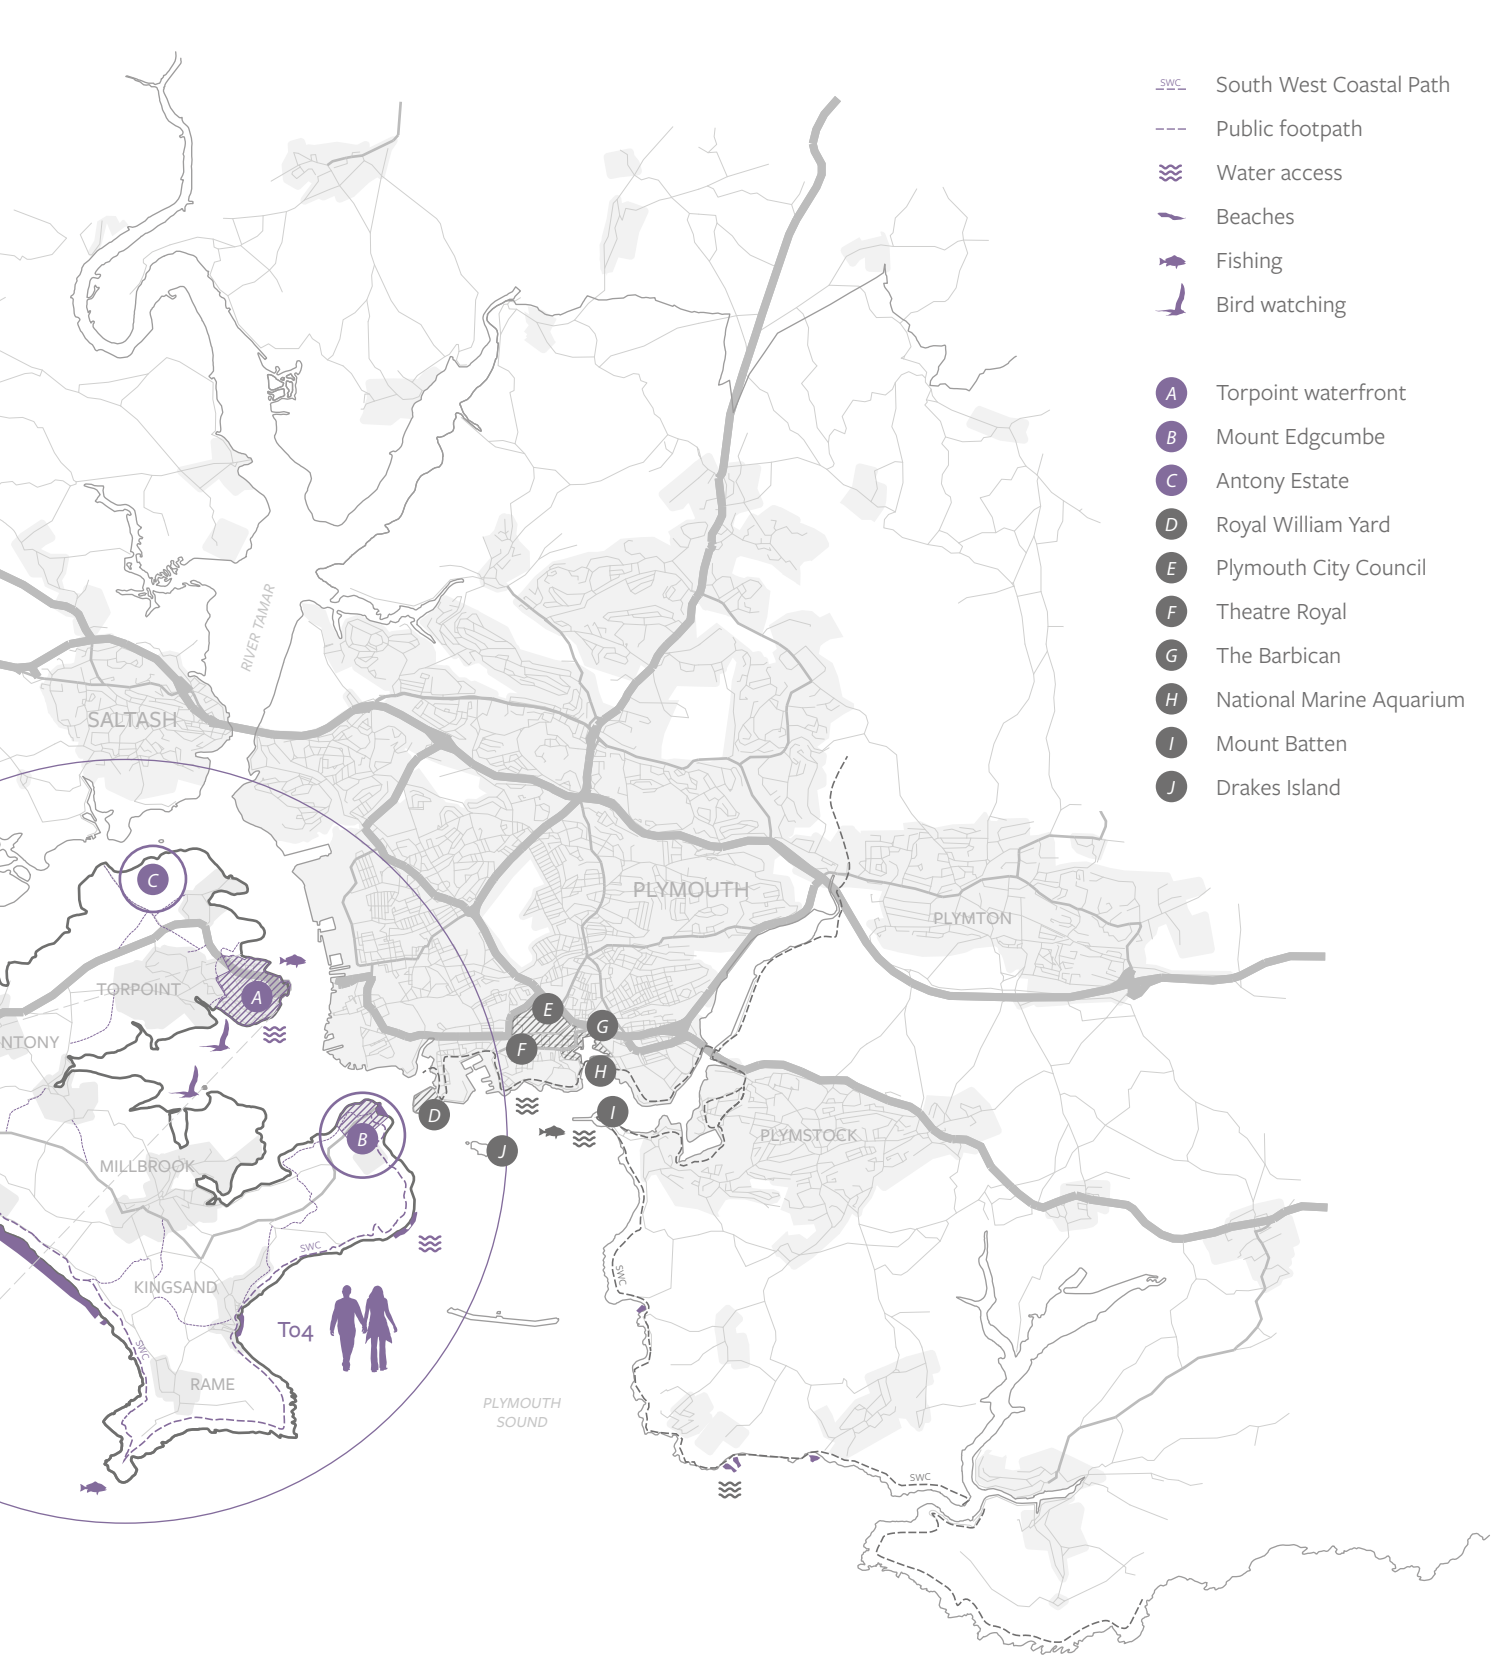 SWC
South West Coastal Path
Public footpath
Water access
Beaches
Fishing
Bird watching
A
Torpoint waterfront
B
Mount Edgcumbe
C
Antony Estate
D
Royal William Yard
E
Plymouth City Council
F
Theatre Royal
G
The Barbican
H
National Marine Aquarium
I
Mount Batten
J
Drakes Island
RIVER TAMAR
SALTASH
C
PLYMOUTH
PLYMTON
TORPOINT
A
E
G
F
NTONY
H
D
I
B
J
PLYMSTOCK
MILLBROOK
SWC
SWC
KINGSAND
To4
SWC
RAME
PLYMOUTH
SOUND
SWC